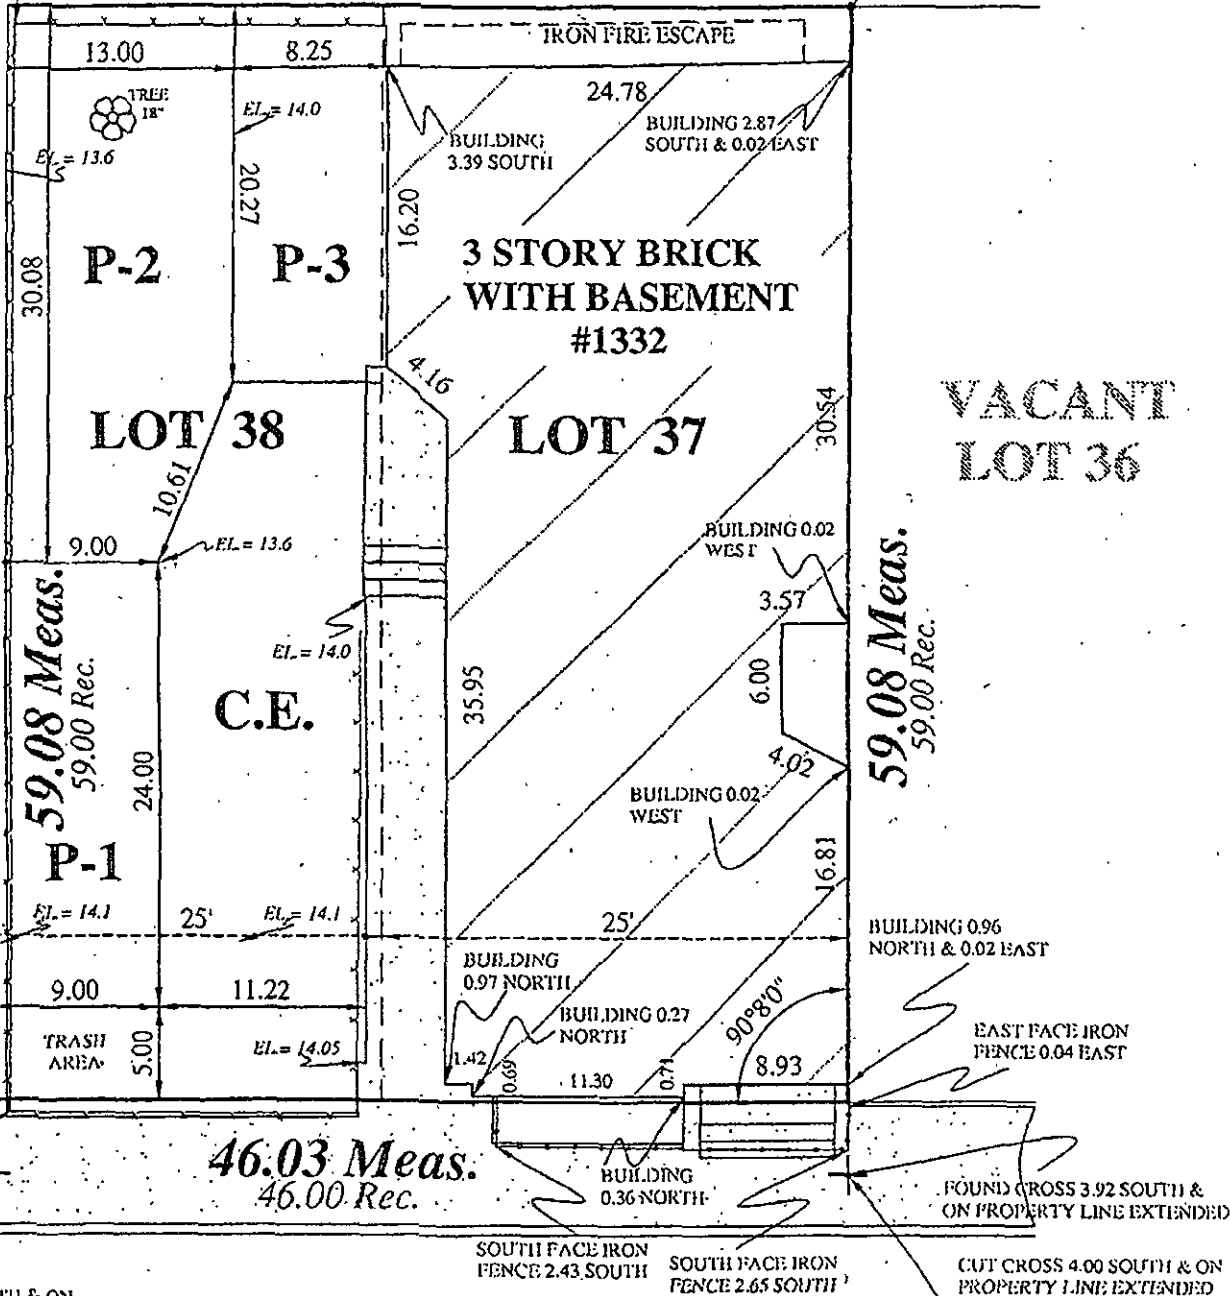 IRON FIRE ESCAPE
13.00
8.25
24.78
TREE
18"
EL. = 14.0
BUILDING
3.39 SOUTH
BUILDING 2.87
SOUTH & 0.02 EAST
EL. = 13.6
20.27
16.20
30.08
P-2
P-3
3 STORY BRICK
WITH BASEMENT
#1332
4.16
VACANT
LOT 36
LOT 38
LOT 37
30.54
10.61
9.00
EL. = 13.6
BUILDING 0.02
WEST
3.57
59.08 Meas.
59.00 Rec.
59.08 Meas.
59.00 Rec.
EL. = 14.0
6.00
35.95
C.E.
24.00
4.02
BUILDING 0.02
WEST
P-1
16.81
EL. = 14.1
25'
EL. = 14.1
25'
BUILDING 0.96
NORTH & 0.02 EAST
BUILDING
0.97 NORTH
9.00
11.22
BUILDING 0.27
NORTH
90°8'0"
EAST FACE IRON
FENCE 0.04 EAST
TRASH
AREA
5.00
EL. = 14.05
1.42
0.69
11.30
0.71
8.93
46.03 Meas.
46.00 Rec.
BUILDING
0.36 NORTH
FOUND CROSS 3.92 SOUTH &
ON PROPERTY LINE EXTENDED
SOUTH FACE IRON
FENCE 2.43 SOUTH
SOUTH FACE IRON
FENCE 2.65 SOUTH
CUT CROSS 4.00 SOUTH & ON
PROPERTY LINE EXTENDED
& ON